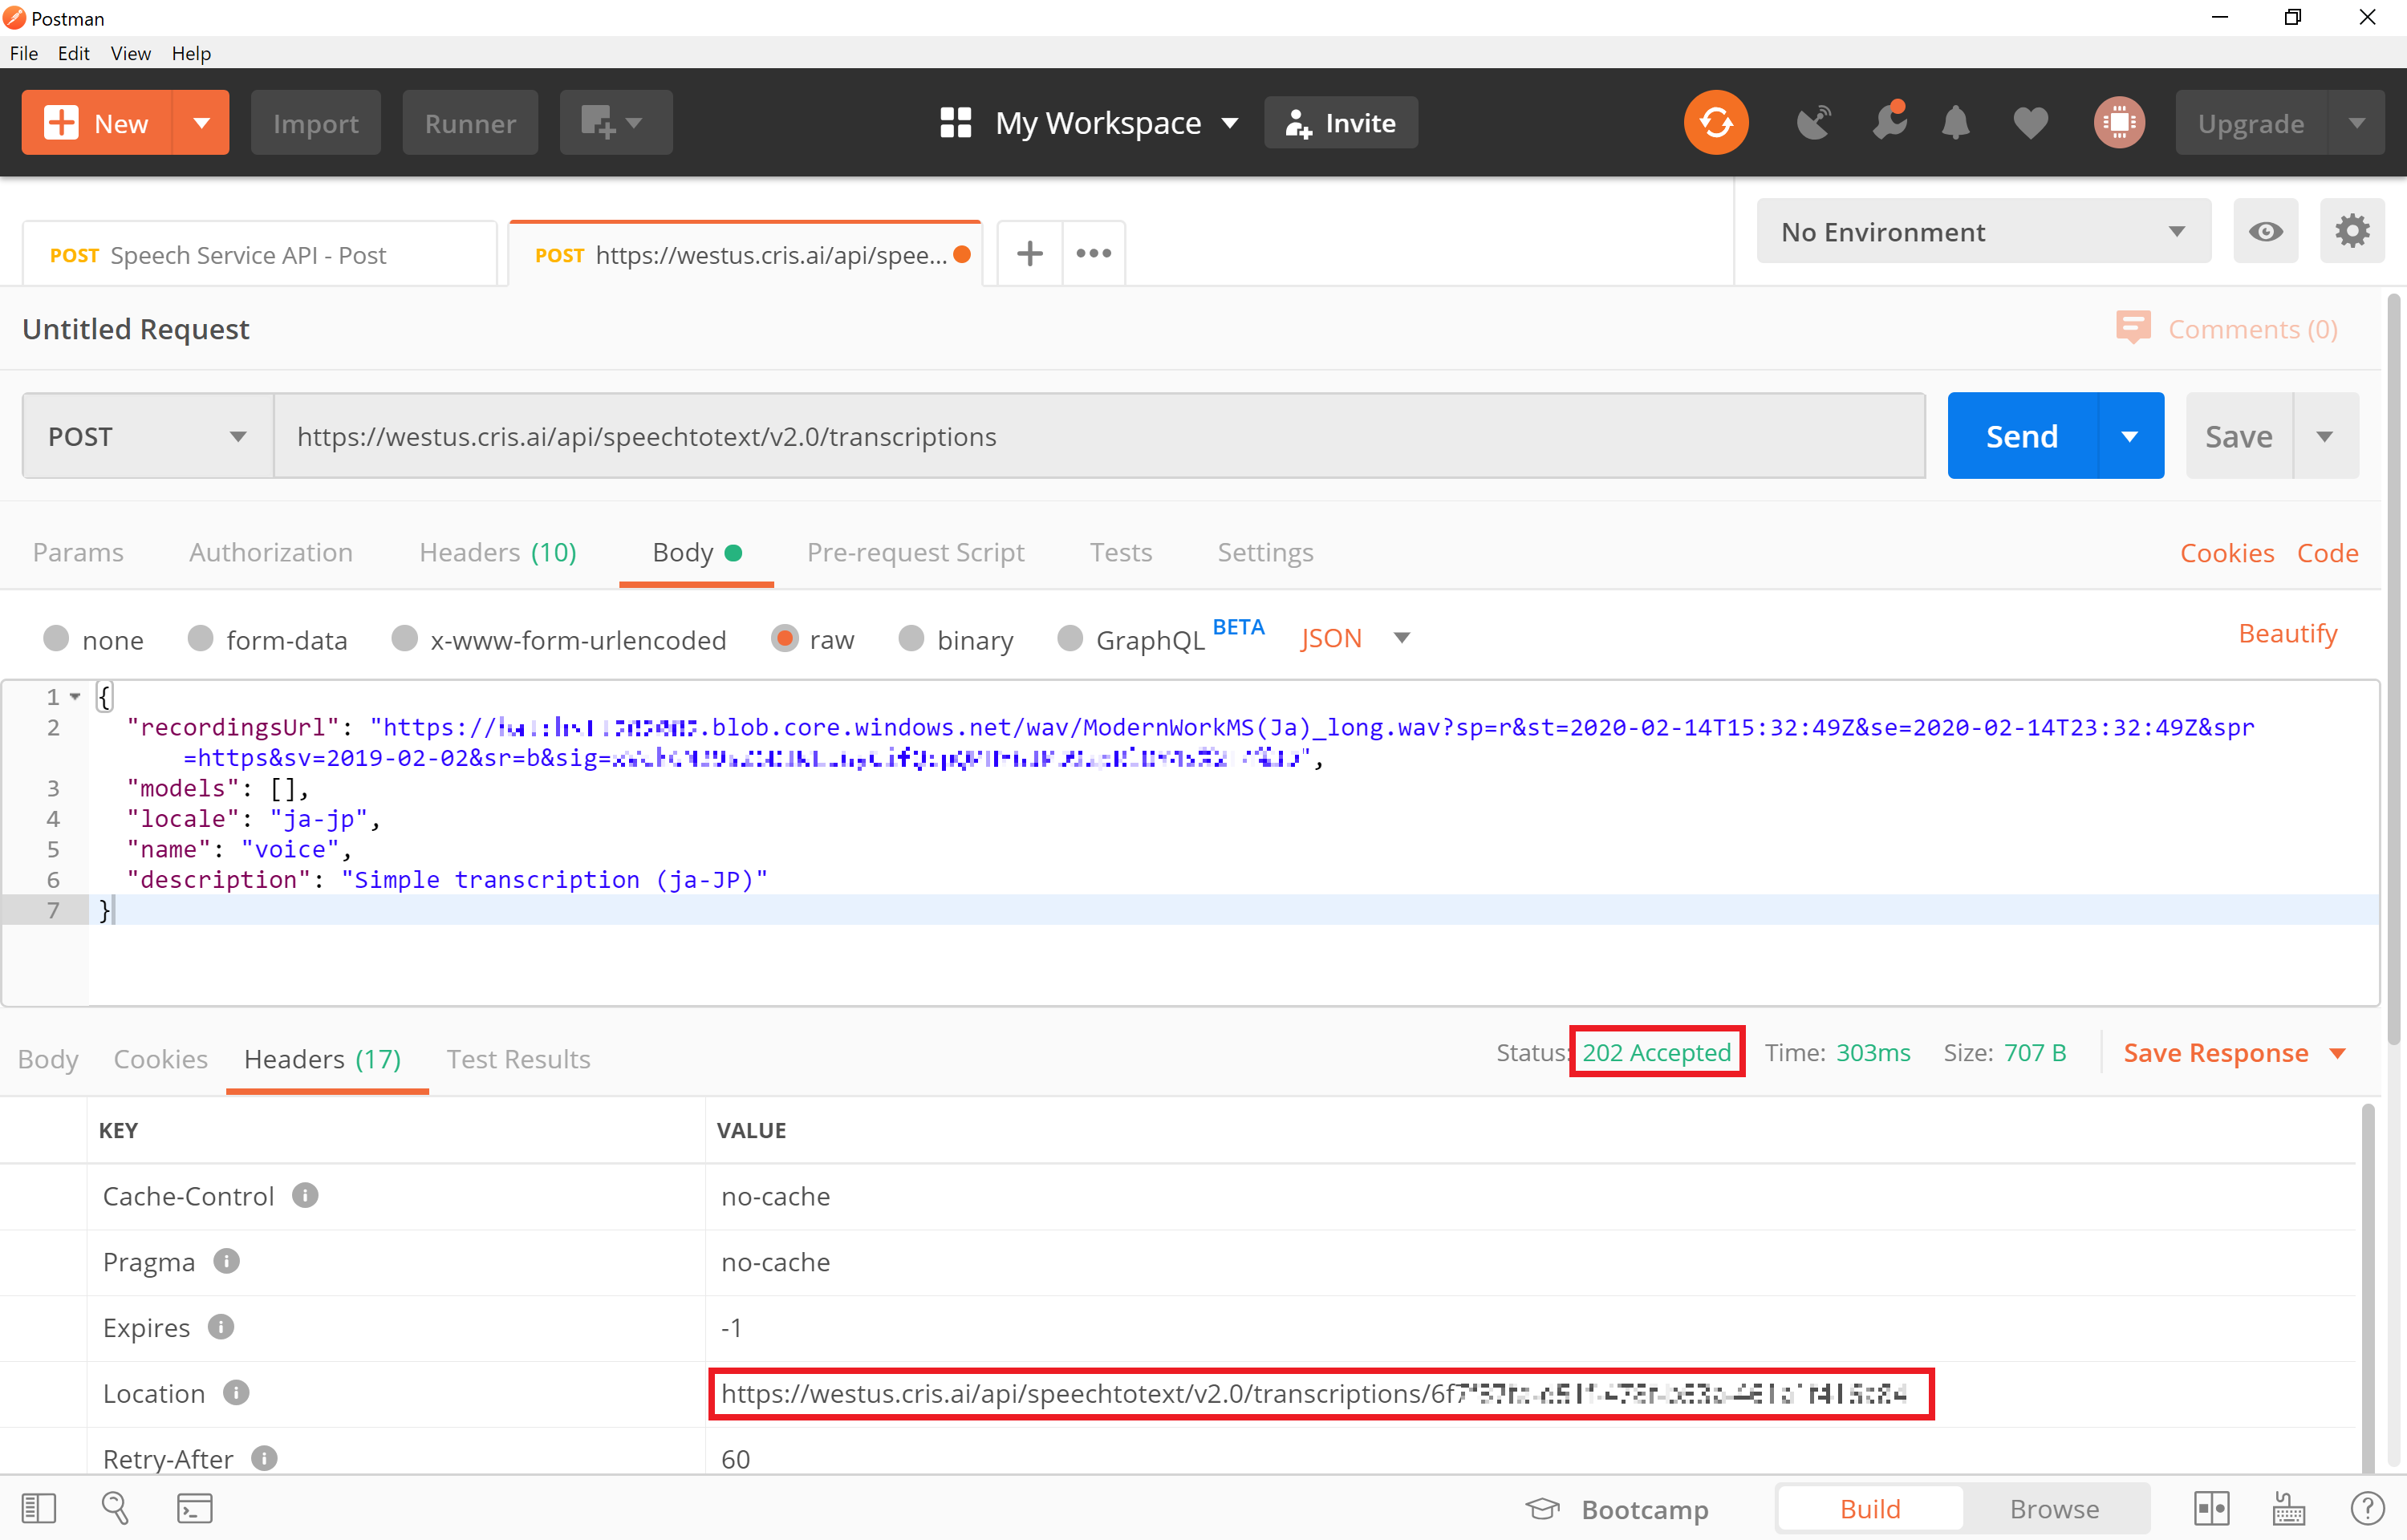 Postman
File Edit View Help
New Import Runner My Workspace Invite Upgrade
POST Speech Service API - Post POST https://westus.cris.ai/api/spee... No Environment
Untitled Request Comments (0)
POST https://westus.cris.ai/api/speechtotext/v2.0/transcriptions Send Save
Params Authorization Headers (10) Body Pre-request Script Tests Settings Cookies Code
none form-data x-www-form-urlencoded raw binary GraphQL BETA JSON Beautify
1 {
2 "recordingsUrl": "https:// .blob.core.windows.net/wav/ModernWorkMS(Ja)_long.wav?sp=r&st=2020-02-14T15:32:49Z&se=2020-02-14T23:32:49Z&spr
=https&sv=2019-02-02&sr=b&sig= ",
3 "models": [],
4 "locale": "ja-jp",
5 "name": "voice",
6 "description": "Simple transcription (ja-JP)"
7 }
Body Cookies Headers (17) Test Results Status: 202 Accepted Time: 303ms Size: 707 B Save Response
KEY VALUE
Cache-Control no-cache
Pragma no-cache
Expires -1
Location https://westus.cris.ai/api/speechtotext/v2.0/transcriptions/6f7
Retry-After 60
Bootcamp Build Browse